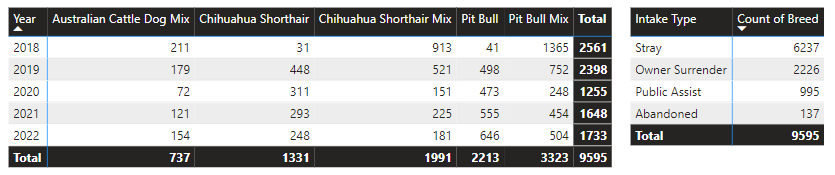 Year Australian Cattle Dog Mix Chihuahua Shorthair Chihuahua Shorthair Mix Pit Bull Pit Bull Mix Total
2018 211 31 913 41 1365 2561
2019 179 448 521 498 752 2398
2020 72 311 151 473 248 1255
2021 121 293 225 555 454 1648
2022 154 248 181 646 504 1733
Total 737 1331 1991 2213 3323 9595
Intake Type Count of Breed
Stray 6237
Owner Surrender 2226
Public Assist 995
Abandoned 137
Total 9595